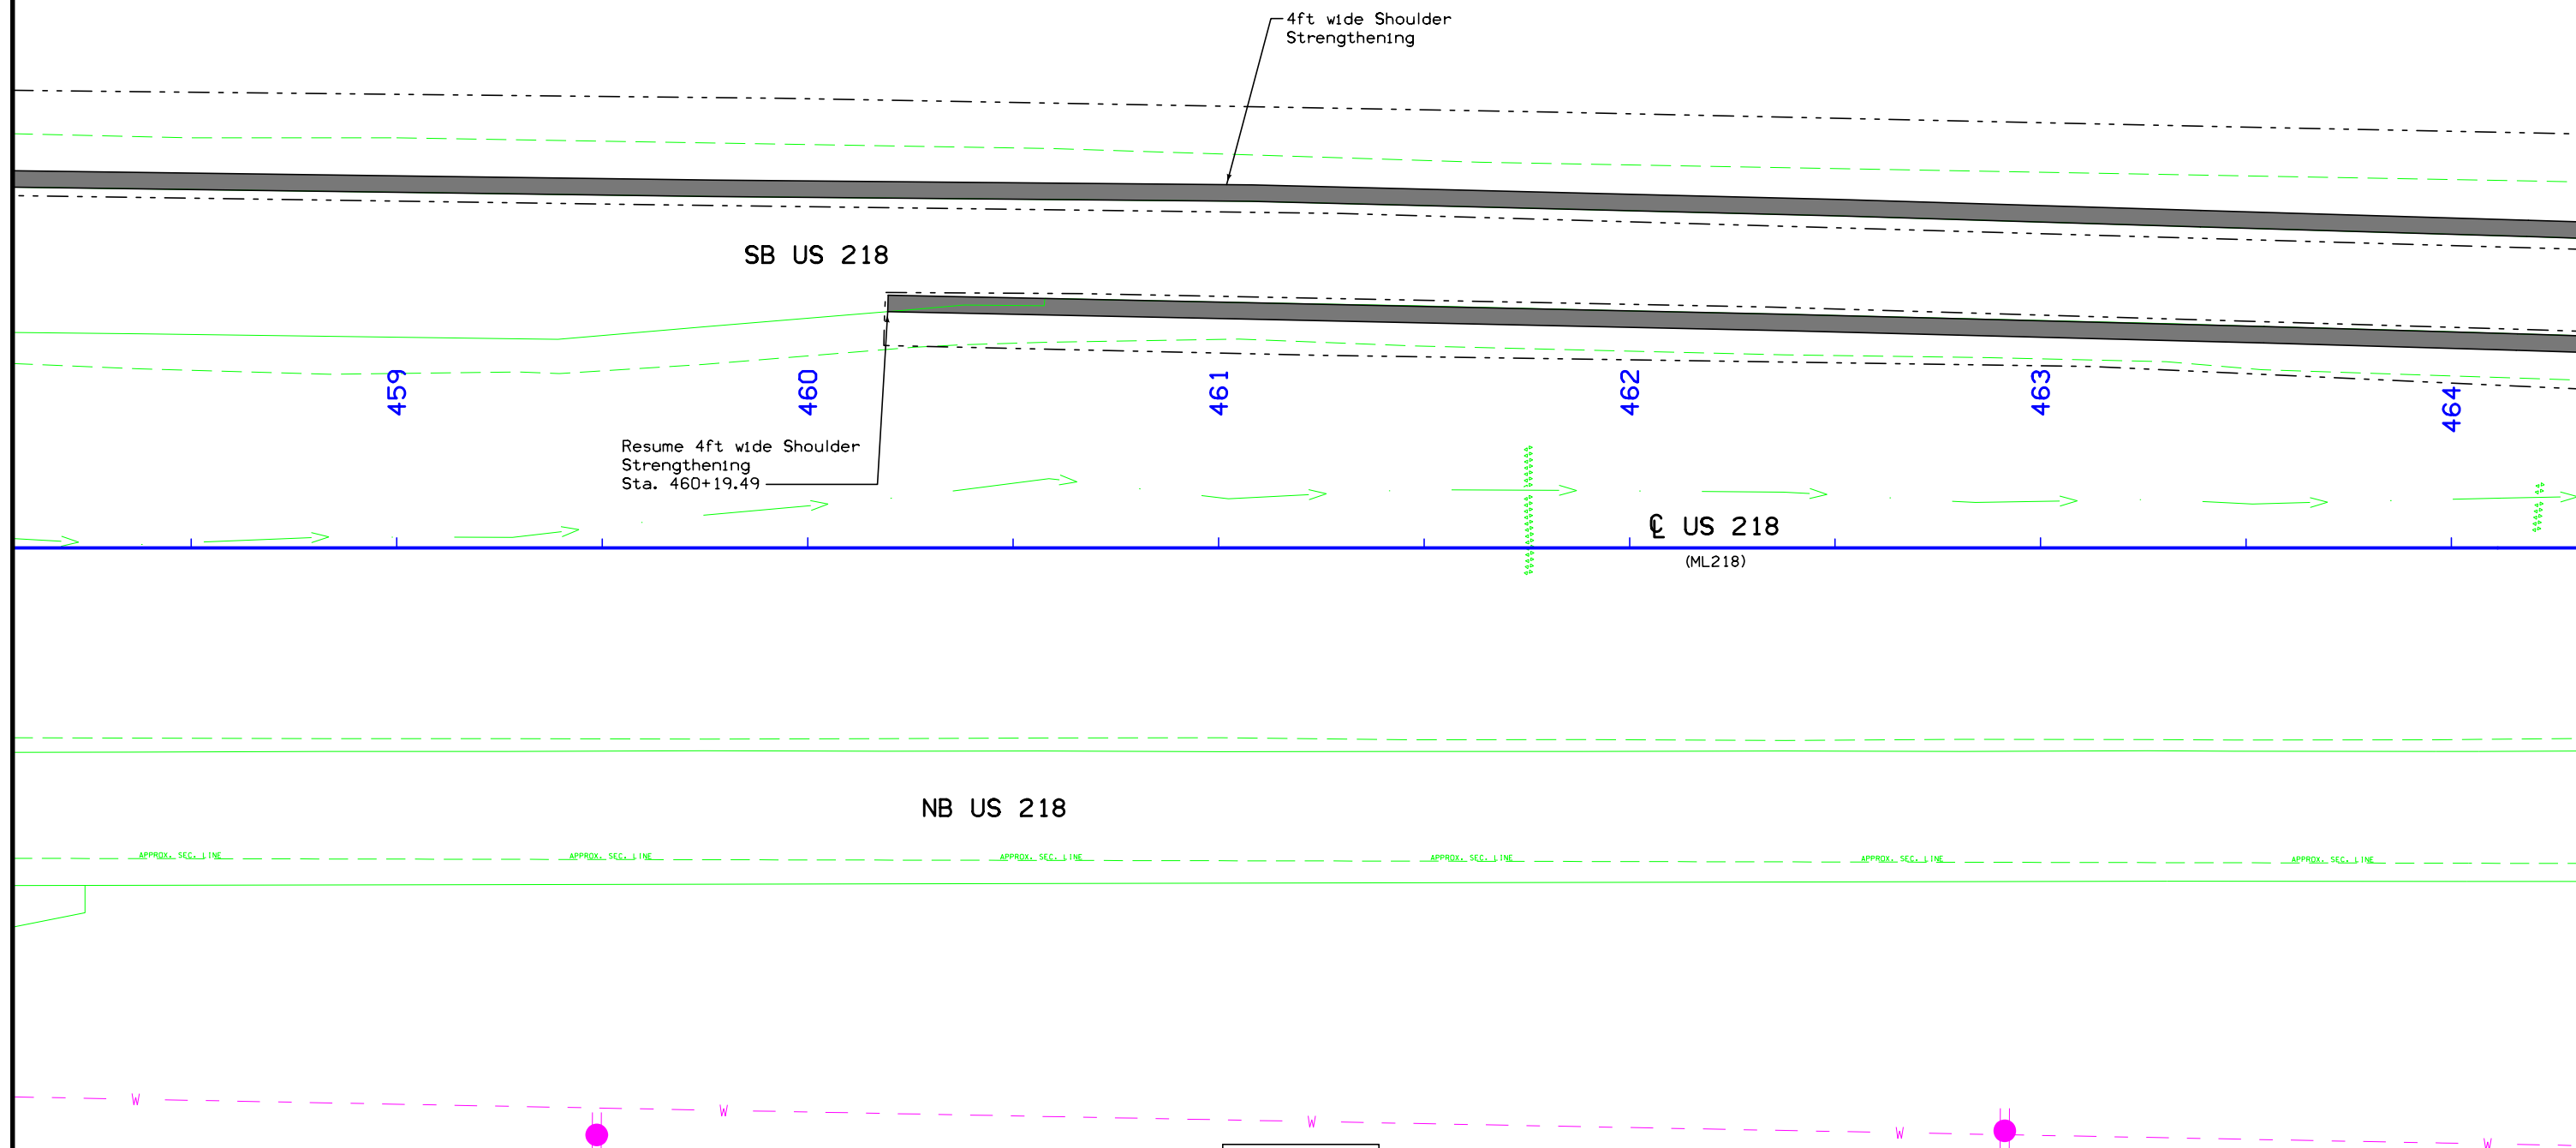 4ft wide Shoulder
Strengthening
SB US 218
459
460
461
462
463
464
Resume 4ft wide Shoulder
Strengthening
Sta. 460+19.49
℄ US 218
(ML218)
NB US 218
APPROX. SEC. LINE
APPROX. SEC. LINE
APPROX. SEC. LINE
APPROX. SEC. LINE
APPROX. SEC. LINE
APPROX. SEC. LINE
W
W
W
W
W